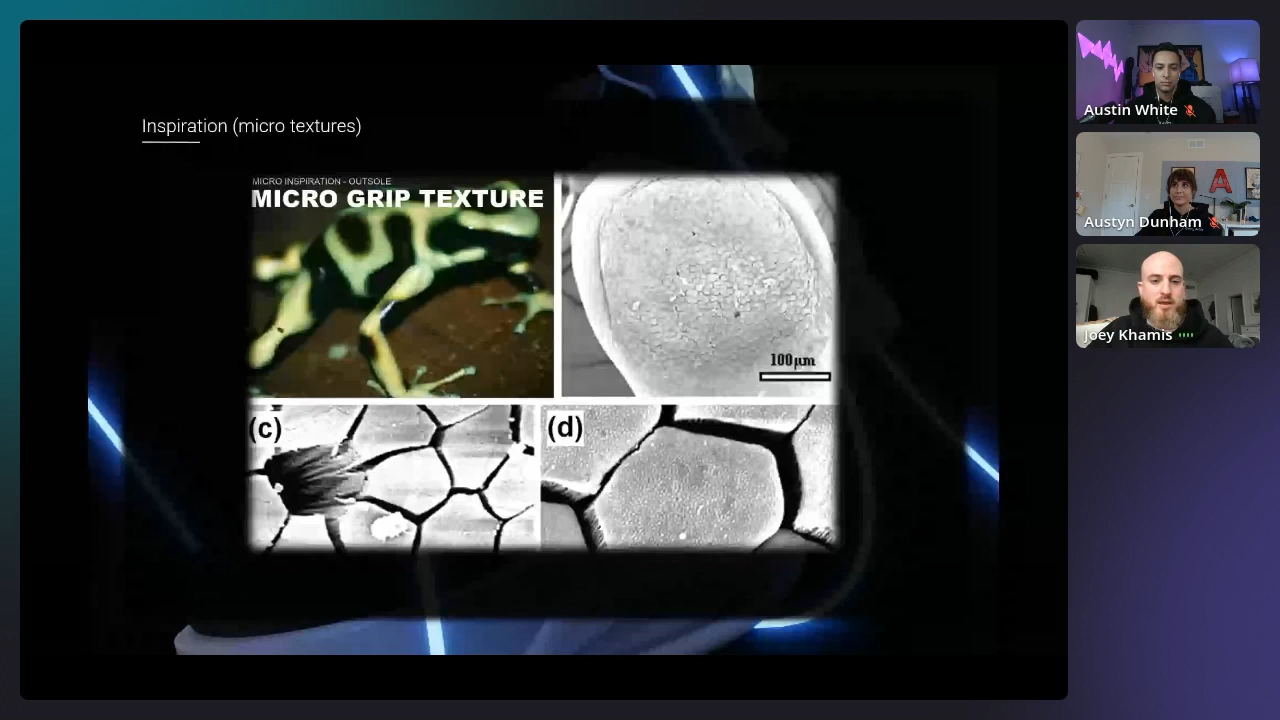 Inspiration (micro textures)
MICRO INSPIRATION - OUTSOLE
MICRO GRIP TEXTURE
100μm
(c)
(d)
Austin White
A
Austyn Dunham
Joey Khamis